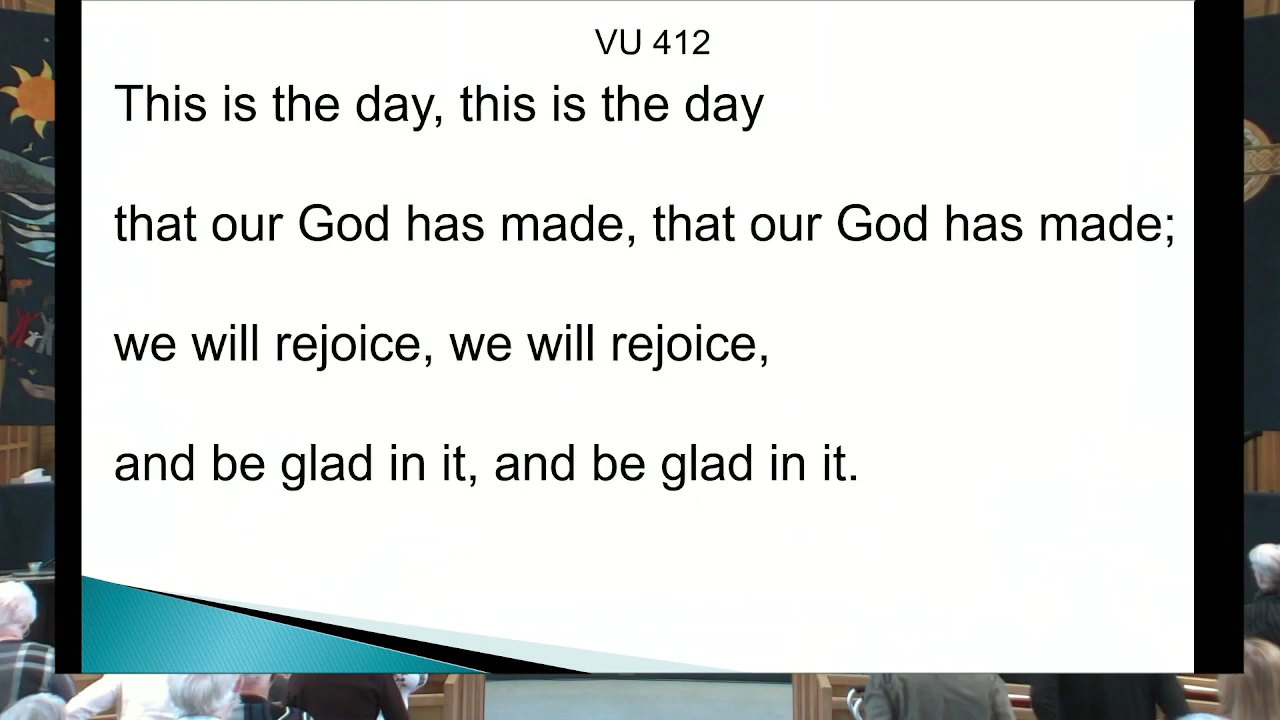 VU 412
This is the day, this is the day
that our God has made, that our God has made;
we will rejoice, we will rejoice,
and be glad in it, and be glad in it.